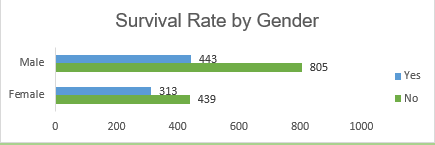 Survival Rate by Gender
Male
443
805
Yes
Female
313
439
No
0 200 400 600 800 1000